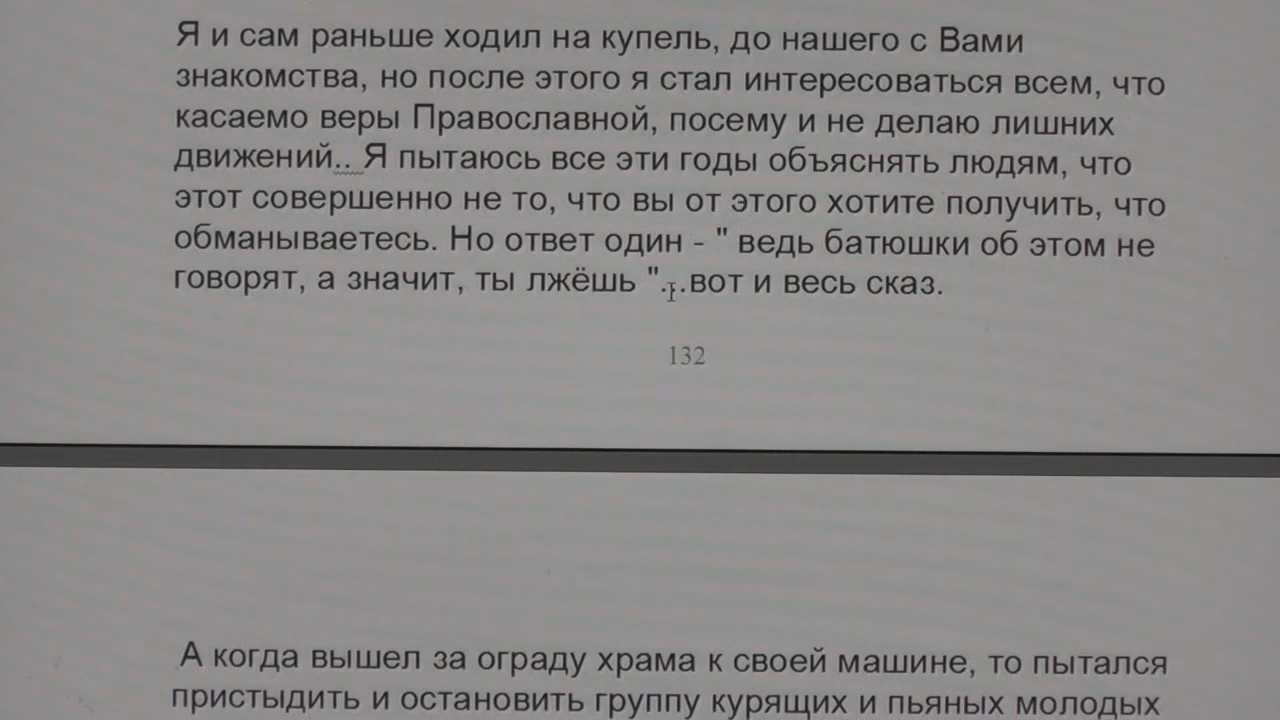 Я и сам раньше ходил на купель, до нашего с Вами
знакомства, но после этого я стал интересоваться всем, что
касаемо веры Православной, посему и не делаю лишних
движений.. Я пытаюсь все эти годы объяснять людям, что
этот совершенно не то, что вы от этого хотите получить, что
обманываетесь. Но ответ один - " ведь батюшки об этом не
говорят, а значит, ты лжёшь "...вот и весь сказ.
132
А когда вышел за ограду храма к своей машине, то пытался
пристыдить и остановить группу курящих и пьяных молодых